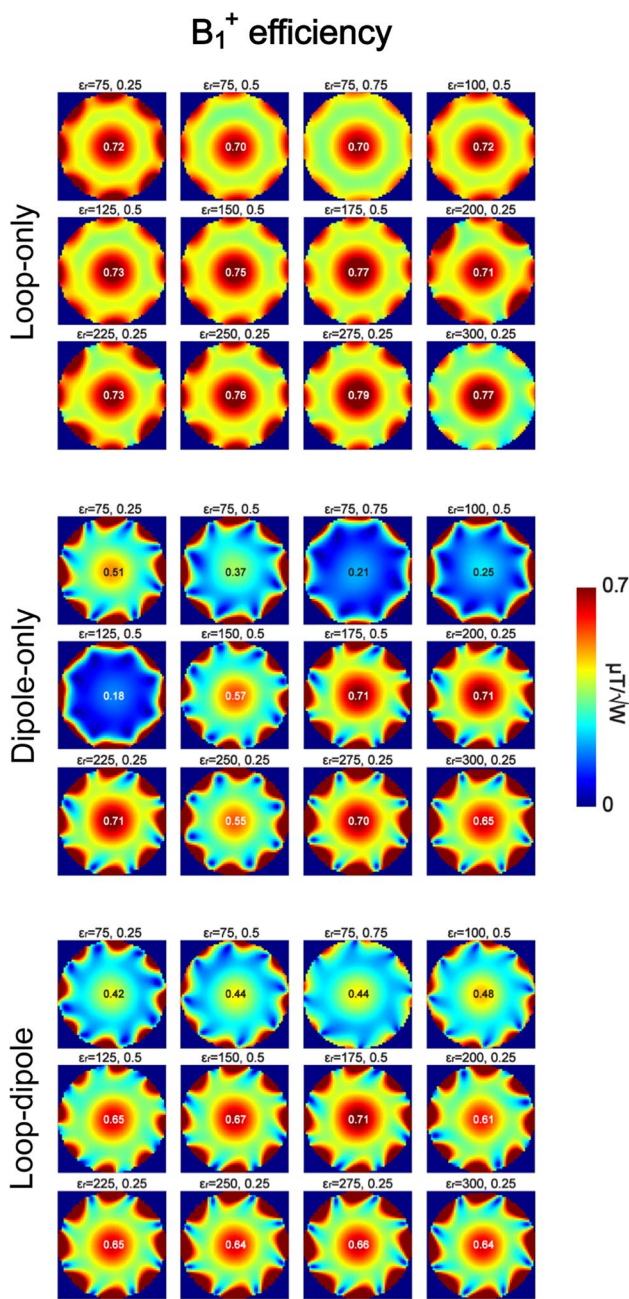 B₁⁺ efficiency
Loop-only
εr=75, 0.25 εr=75, 0.5 εr=75, 0.75 εr=100, 0.5
0.72 0.70 0.70 0.72
εr=125, 0.5 εr=150, 0.5 εr=175, 0.5 εr=200, 0.25
0.73 0.75 0.77 0.71
εr=225, 0.25 εr=250, 0.25 εr=275, 0.25 εr=300, 0.25
0.73 0.76 0.79 0.77
Dipole-only
εr=75, 0.25 εr=75, 0.5 εr=75, 0.75 εr=100, 0.5
0.51 0.37 0.21 0.25
εr=125, 0.5 εr=150, 0.5 εr=175, 0.5 εr=200, 0.25
0.18 0.57 0.71 0.71
εr=225, 0.25 εr=250, 0.25 εr=275, 0.25 εr=300, 0.25
0.71 0.55 0.70 0.65
0.7
μT/√W
0
Loop-dipole
εr=75, 0.25 εr=75, 0.5 εr=75, 0.75 εr=100, 0.5
0.42 0.44 0.44 0.48
εr=125, 0.5 εr=150, 0.5 εr=175, 0.5 εr=200, 0.25
0.65 0.67 0.71 0.61
εr=225, 0.25 εr=250, 0.25 εr=275, 0.25 εr=300, 0.25
0.65 0.64 0.66 0.64